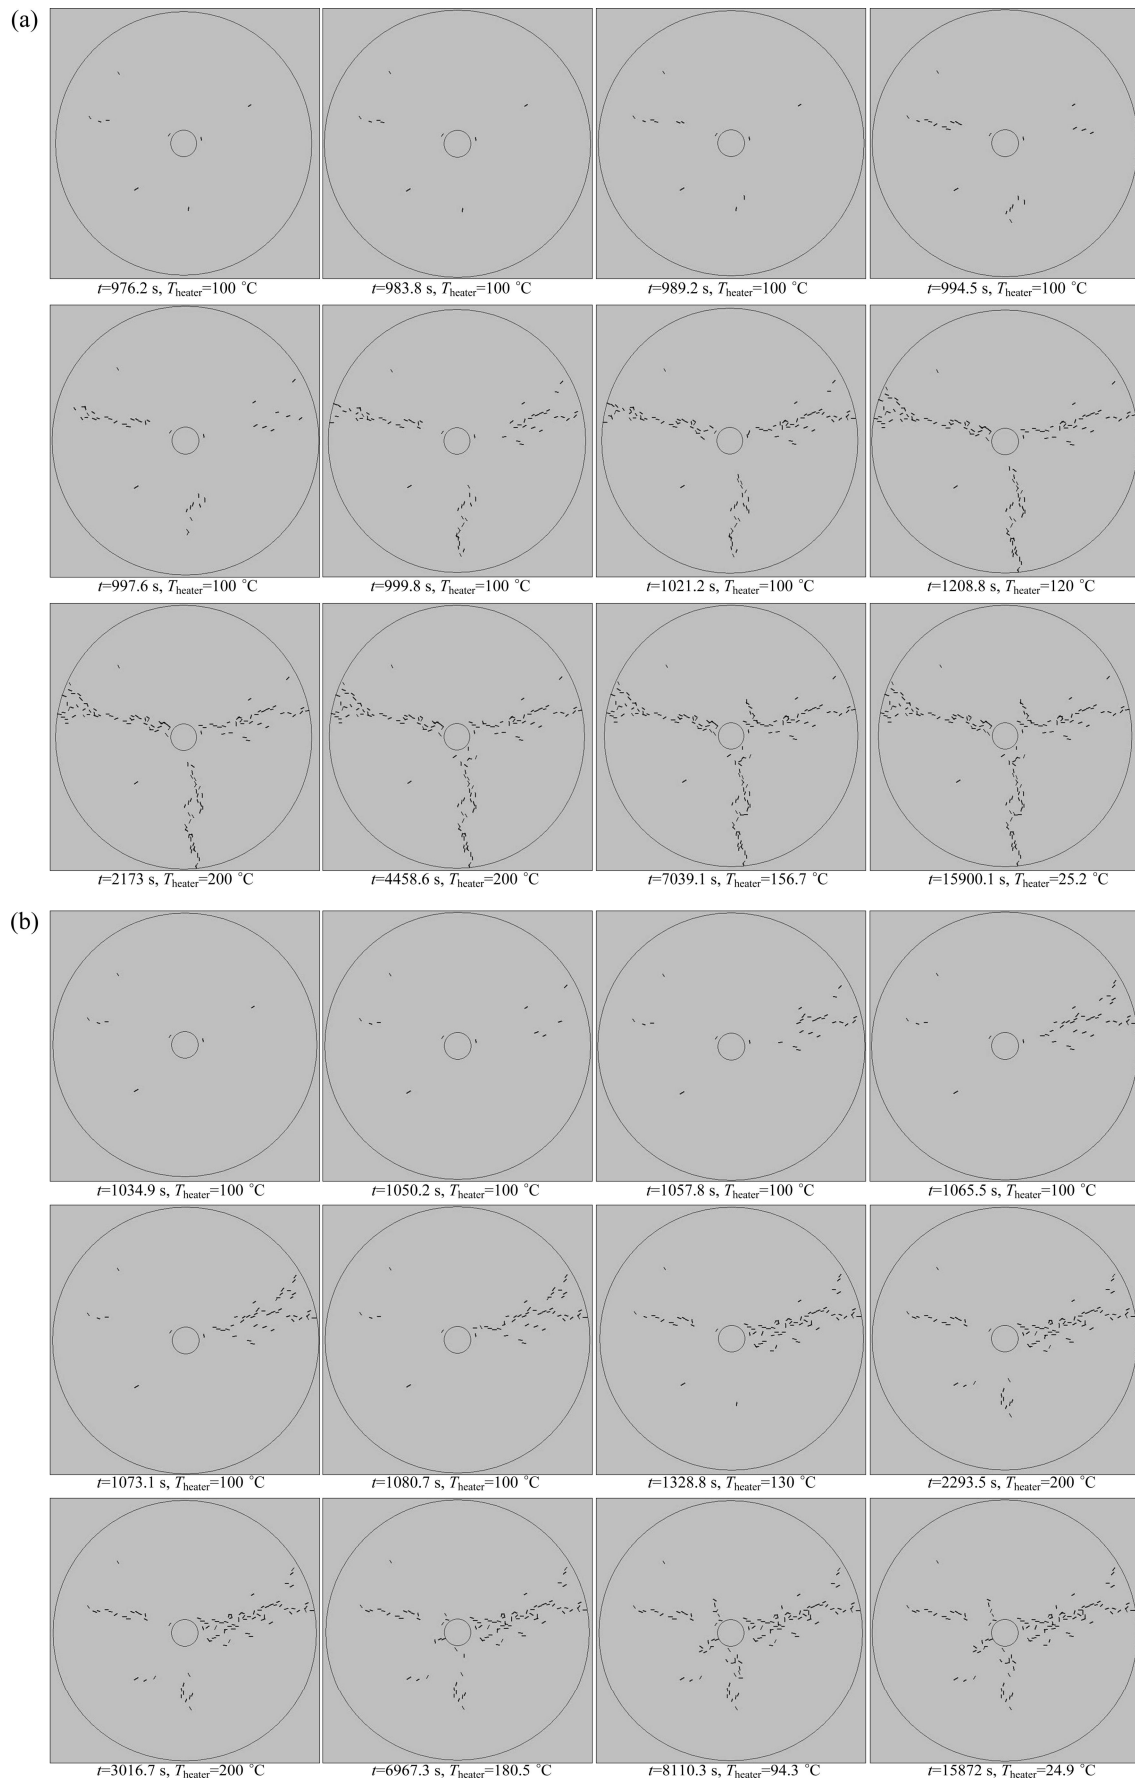 (a)
t=976.2 s, Theater=100 °C
t=983.8 s, Theater=100 °C
t=989.2 s, Theater=100 °C
t=994.5 s, Theater=100 °C
t=997.6 s, Theater=100 °C
t=999.8 s, Theater=100 °C
t=1021.2 s, Theater=100 °C
t=1208.8 s, Theater=120 °C
t=2173 s, Theater=200 °C
t=4458.6 s, Theater=200 °C
t=7039.1 s, Theater=156.7 °C
t=15900.1 s, Theater=25.2 °C
(b)
t=1034.9 s, Theater=100 °C
t=1050.2 s, Theater=100 °C
t=1057.8 s, Theater=100 °C
t=1065.5 s, Theater=100 °C
t=1073.1 s, Theater=100 °C
t=1080.7 s, Theater=100 °C
t=1328.8 s, Theater=130 °C
t=2293.5 s, Theater=200 °C
t=3016.7 s, Theater=200 °C
t=6967.3 s, Theater=180.5 °C
t=8110.3 s, Theater=94.3 °C
t=15872 s, Theater=24.9 °C